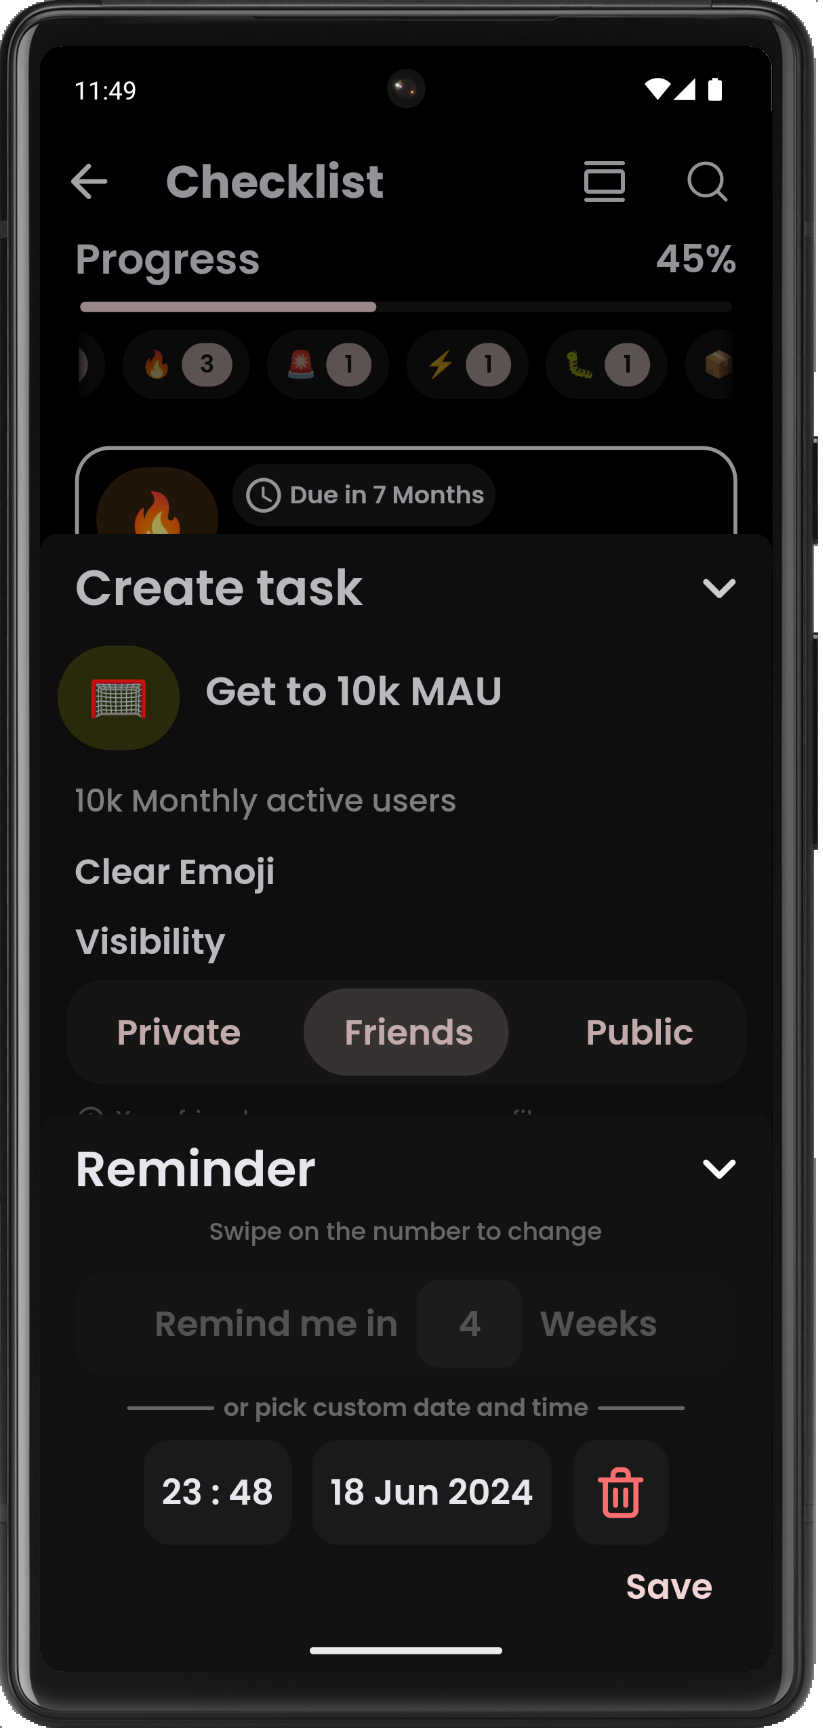 11:49
Checklist
Progress 45%
3 1 1 1
Due in 7 Months
Create task
Get to 10k MAU
10k Monthly active users
Clear Emoji
Visibility
Private Friends Public
Reminder
Swipe on the number to change
Remind me in 4 Weeks
or pick custom date and time
23 : 48 18 Jun 2024
Save